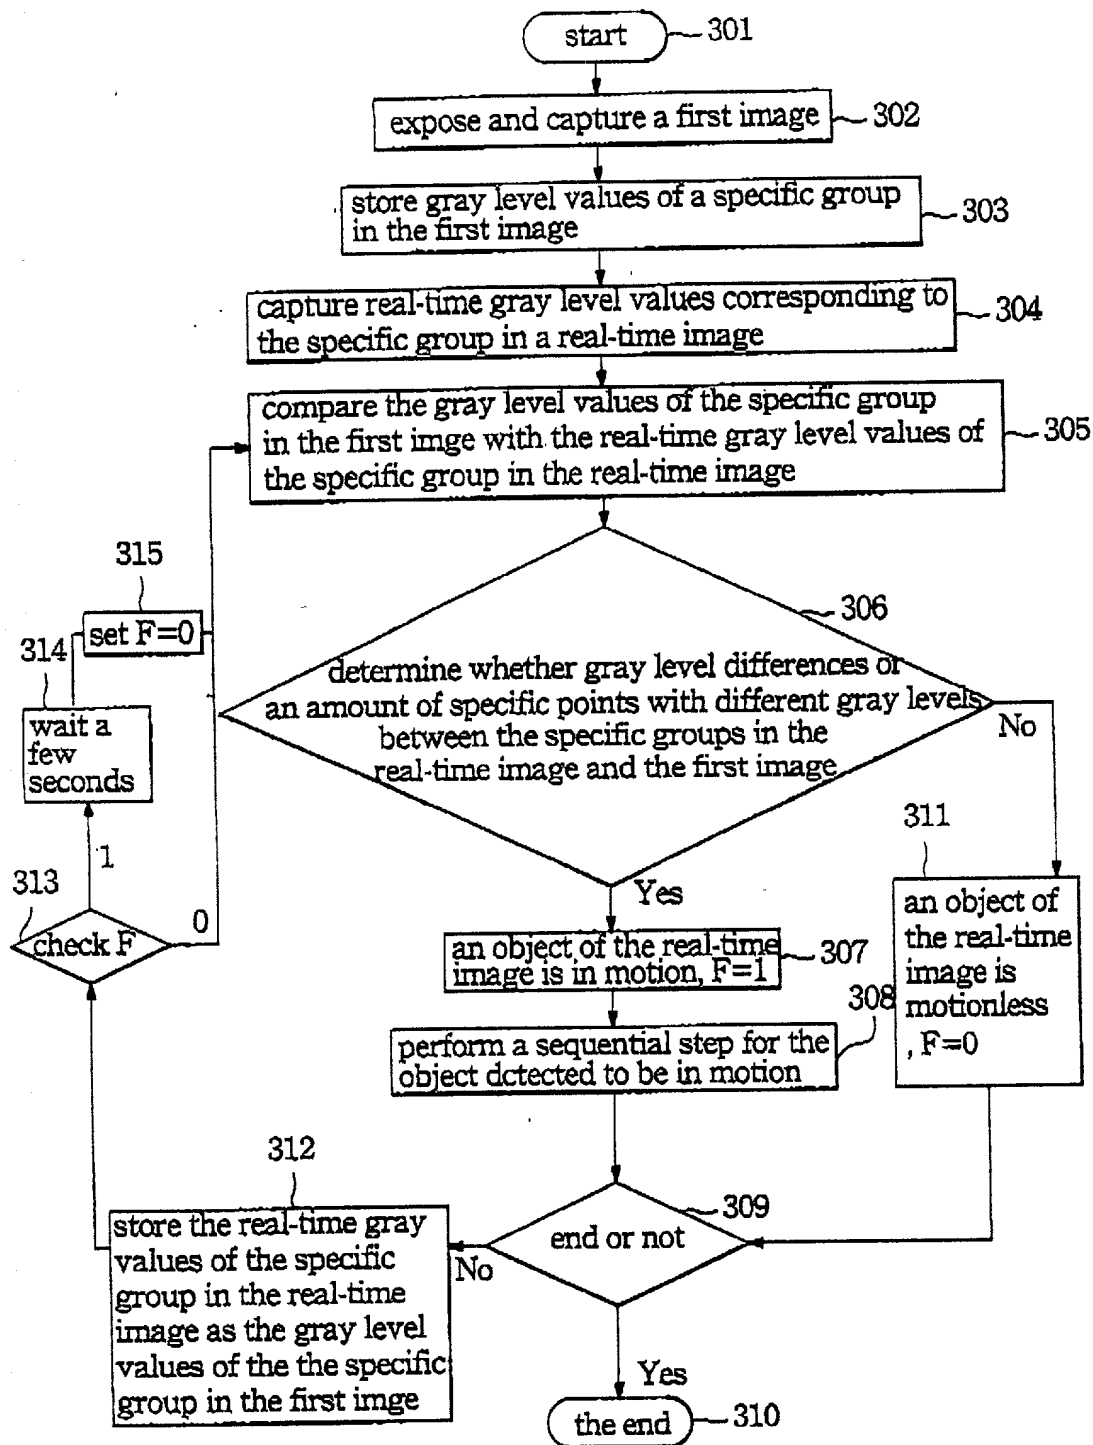 start
301
expose and capture a first image
302
store gray level values of a specific group
in the first image
303
capture real-time gray level values corresponding to
the specific group in a real-time image
304
compare the gray level values of the specific group
in the first imge with the real-time gray level values of
the specific group in the real-time image
305
315
set F=0
314
wait a
few
seconds
306
determine whether gray level differences or
an amount of specific points with different gray levels
between the specific groups in the
real-time image and the first image
No
Yes
1
313
check F
0
311
an object of
the real-time
image is
motionless
, F=0
an object of the real-time
image is in motion, F=1
307
308
perform a sequential step for the
object dctected to be in motion
312
store the real-time gray
values of the specific
group in the real-time
image as the gray level
values of the the specific
group in the first imge
309
end or not
No
Yes
the end
310